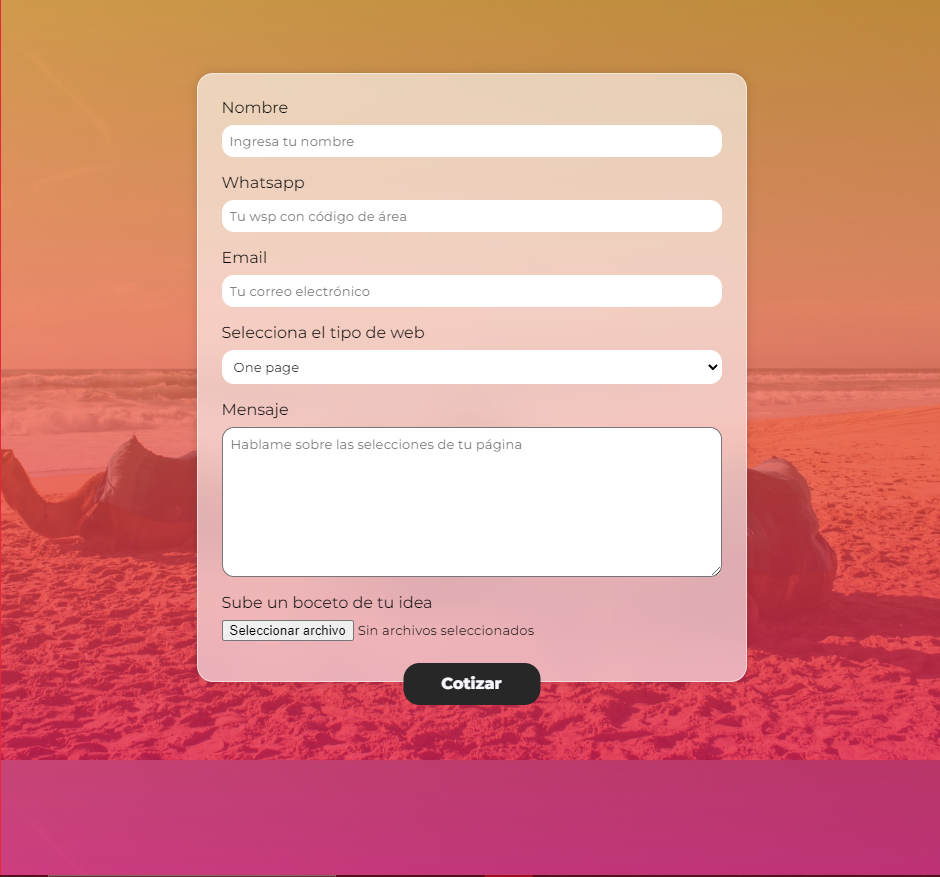 Nombre
Ingresa tu nombre
Whatsapp
Tu wsp con código de área
Email
Tu correo electrónico
Selecciona el tipo de web
One page
Mensaje
Hablame sobre las selecciones de tu página
Sube un boceto de tu idea
Seleccionar archivo Sin archivos seleccionados
Cotizar